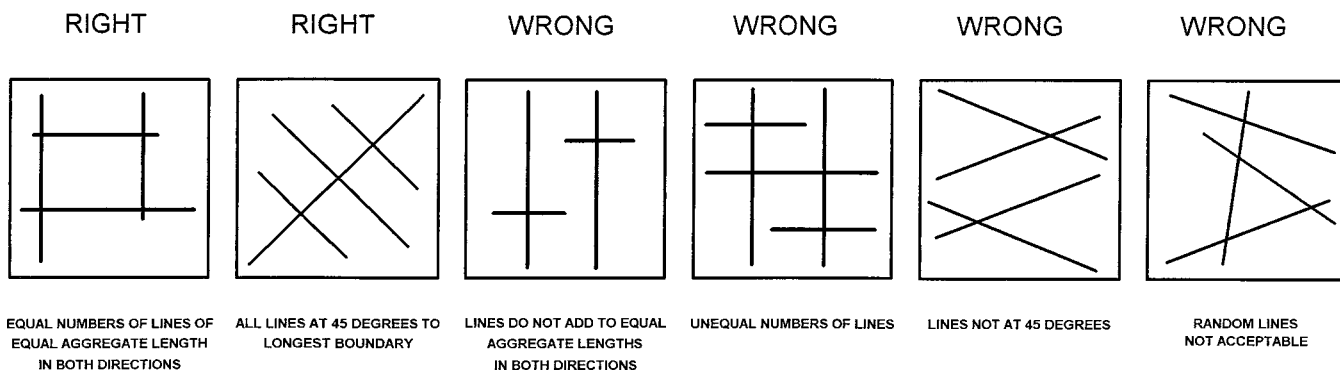 RIGHT
RIGHT
WRONG
WRONG
WRONG
WRONG
EQUAL NUMBERS OF LINES OF
EQUAL AGGREGATE LENGTH
IN BOTH DIRECTIONS
ALL LINES AT 45 DEGREES TO
LONGEST BOUNDARY
LINES DO NOT ADD TO EQUAL
AGGREGATE LENGTHS
IN BOTH DIRECTIONS
UNEQUAL NUMBERS OF LINES
LINES NOT AT 45 DEGREES
RANDOM LINES
NOT ACCEPTABLE